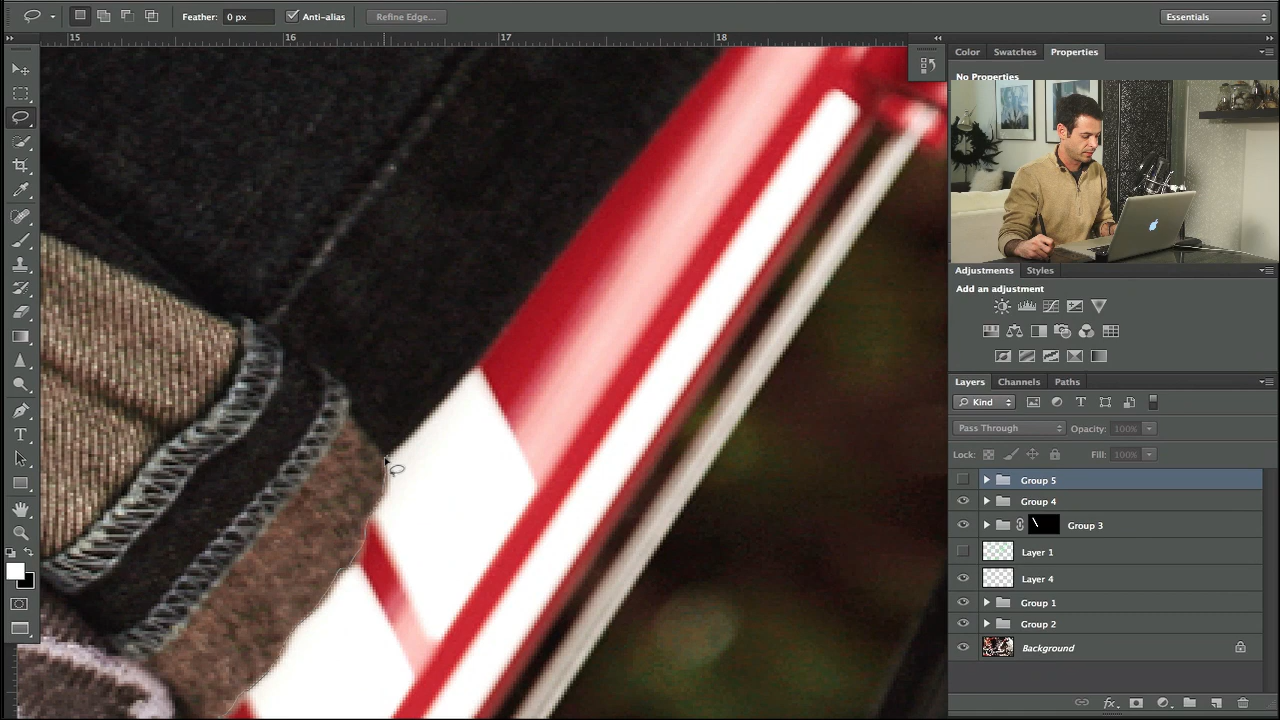 Feather: 0 px Anti-alias Refine Edge... Essentials
15 16 17 18
Color Swatches Properties
No Properties
Adjustments Styles
Add an adjustment
Layers Channels Paths
Kind
Pass Through Opacity: 100%
Lock: Fill: 100%
Group 5
Group 4
Group 3
Layer 1
Layer 4
Group 1
Group 2
Background